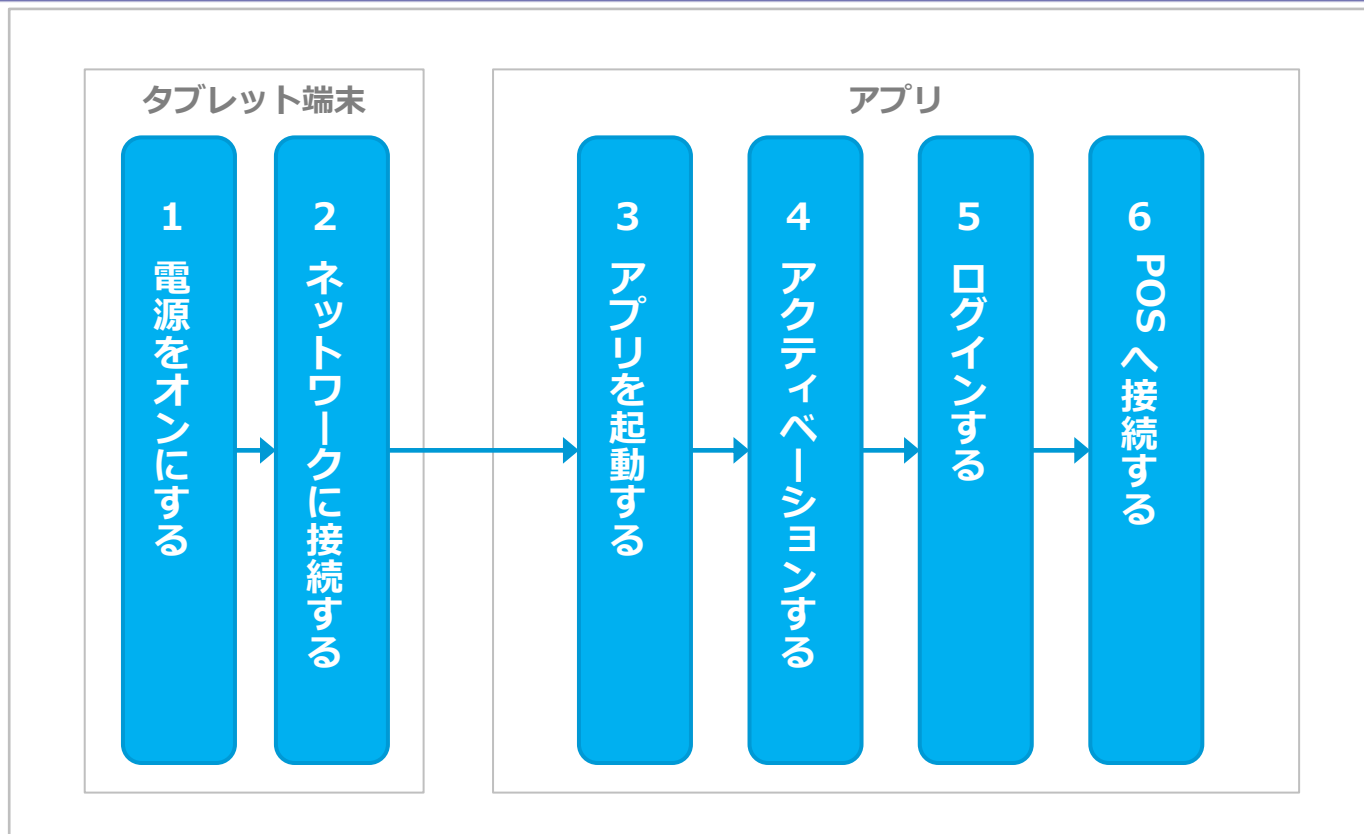 タブレット端末
1 電源をオンにする
2 ネットワークに接続する
アプリ
3 アプリを起動する
4 アクティベーションする
5 ログインする
6 POSへ接続する